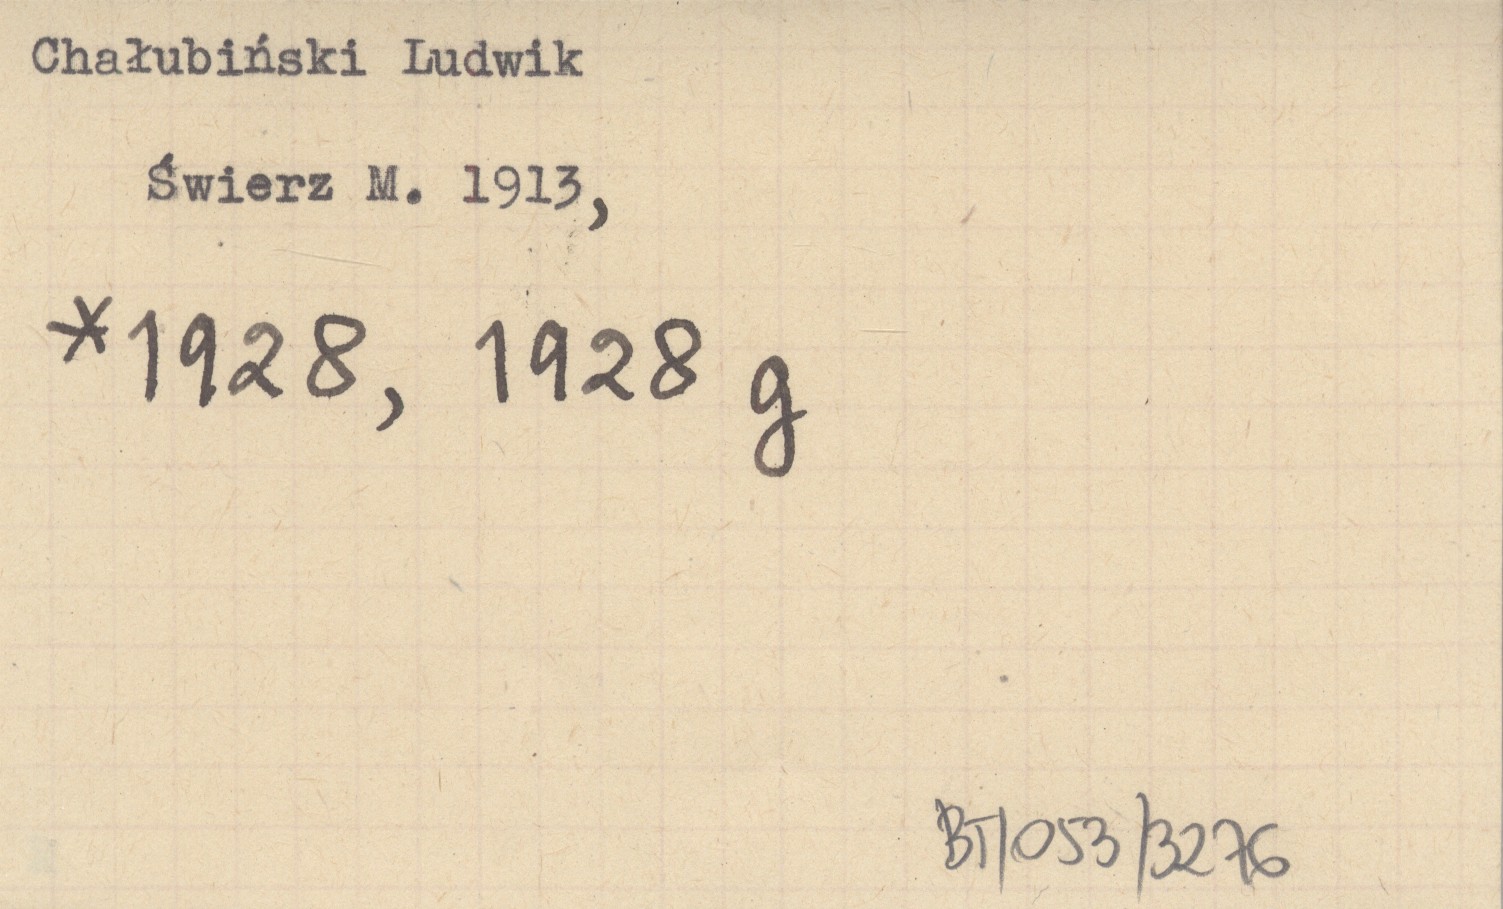 Chałubiński Ludwik
Świerz M. 1913,
*1928, 1928 g
BT/053/3276